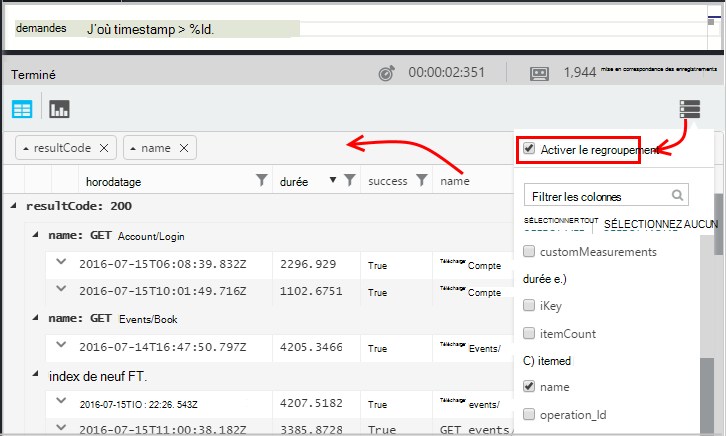 demandes J'où timestamp > %Id.
Terminé 00:00:02:351 1,944 mise en correspondance des enregistrements
resultCode × name ×
Activer le regroupement
horodatage durée success name
Filtrer les colonnes
resultCode: 200
SÉLECTIONNER TOUT SÉLECTIONNEZ AUCUN
name: GET Account/Login
customMeasurements
2016-07-15T06:08:39.832Z 2296.929 True Télécharger Compte
durée e.)
2016-07-15T10:01:49.716Z 1102.6751 True Télécharger Compte
iKey
name: GET Events/Book
itemCount
2016-07-14T16:47:50.797Z 4205.3466 True Télécharger Events/
C) itemed
index de neuf FT.
name
2016-07-15TIO : 22:26. 543Z 4207.5182 True Télécharger events/
operation_Id
2016-07-15T11:00:38.182Z 3385.8728 True GET events/